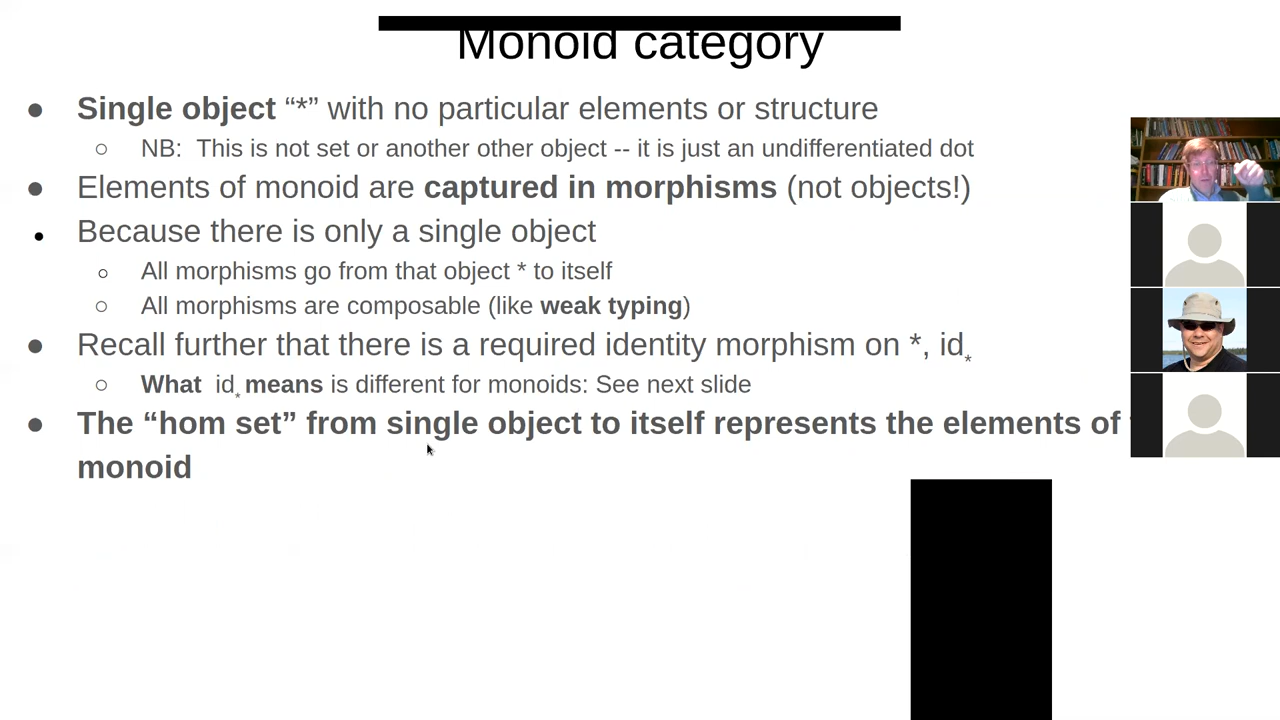 Monoid category
● Single object “*” with no particular elements or structure
○ NB: This is not set or another other object -- it is just an undifferentiated dot
● Elements of monoid are captured in morphisms (not objects!)
● Because there is only a single object
○ All morphisms go from that object * to itself
○ All morphisms are composable (like weak typing)
● Recall further that there is a required identity morphism on *, id*
○ What id* means is different for monoids: See next slide
● The “hom set” from single object to itself represents the elements of
monoid